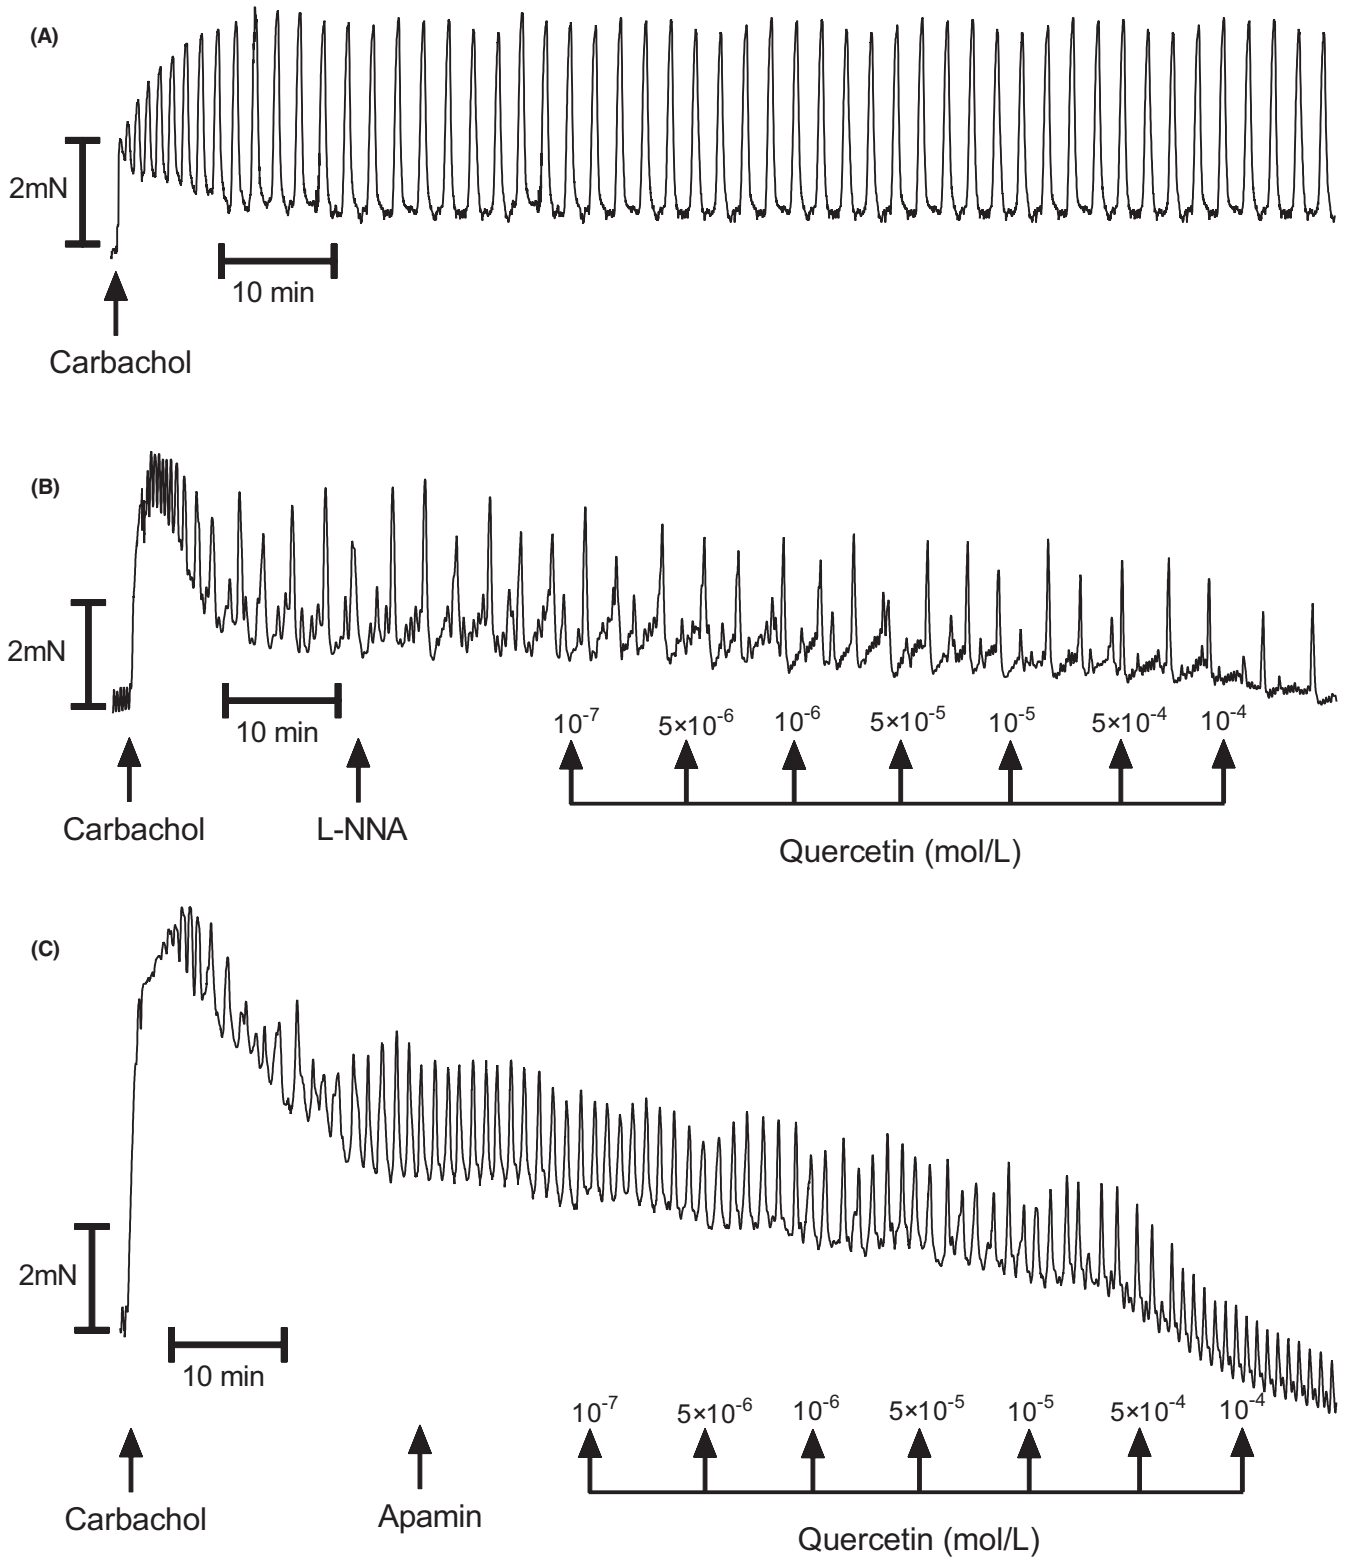 (A)
2mN
10 min
Carbachol
(B)
2mN
10 min
10⁻⁷ 5×10⁻⁶ 10⁻⁶ 5×10⁻⁵ 10⁻⁵ 5×10⁻⁴ 10⁻⁴
Carbachol L-NNA
Quercetin (mol/L)
(C)
2mN
10 min
10⁻⁷ 5×10⁻⁶ 10⁻⁶ 5×10⁻⁵ 10⁻⁵ 5×10⁻⁴ 10⁻⁴
Carbachol Apamin
Quercetin (mol/L)